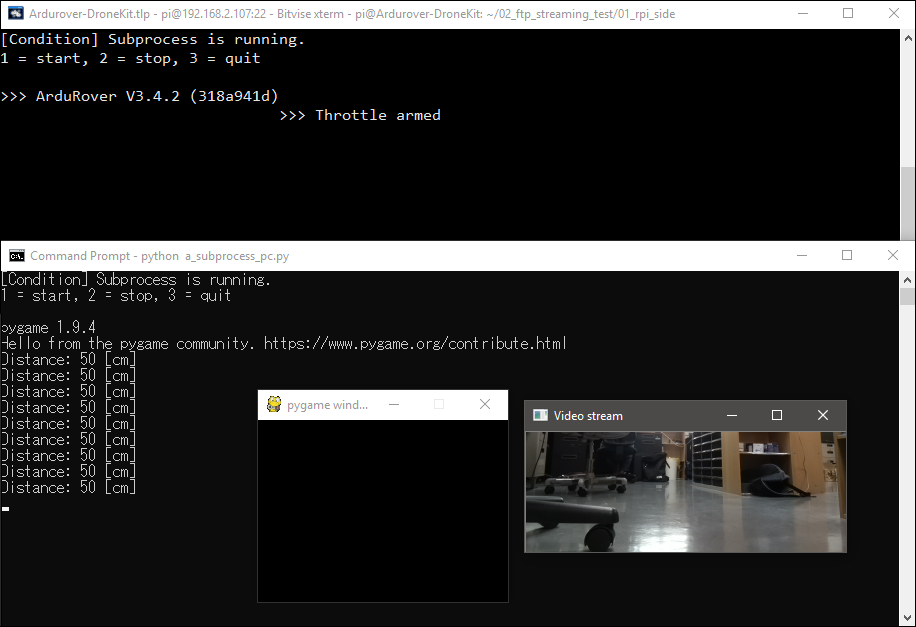 Ardurover-DroneKit.tlp - pi@192.168.2.107:22 - Bitvise xterm - pi@Ardurover-DroneKit: ~/02_ftp_streaming_test/01_rpi_side
[Condition] Subprocess is running.
1 = start, 2 = stop, 3 = quit
>>> ArduRover V3.4.2 (318a941d)
>>> Throttle armed
Command Prompt - python  a_subprocess_pc.py
[Condition] Subprocess is running.
1 = start, 2 = stop, 3 = quit
pygame 1.9.4
Hello from the pygame community. https://www.pygame.org/contribute.html
Distance: 50 [cm]
Distance: 50 [cm]
Distance: 50 [cm]
Distance: 50 [cm]
Distance: 50 [cm]
Distance: 50 [cm]
Distance: 50 [cm]
Distance: 50 [cm]
Distance: 50 [cm]
pygame wind...
Video stream